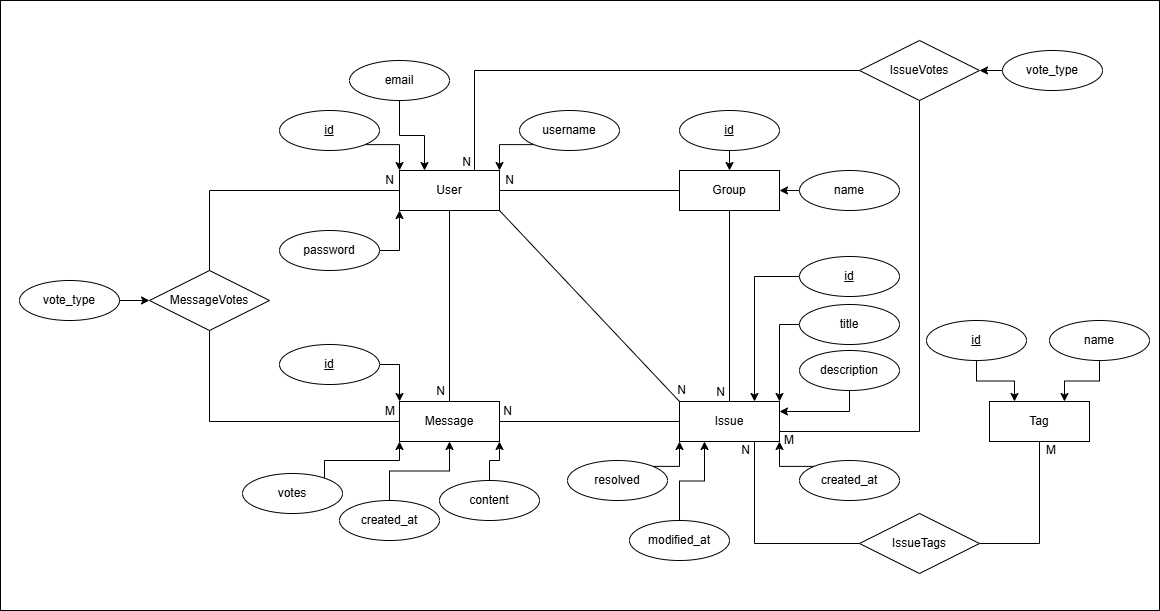 IssueVotes
vote_type
email
id
username
id
N
N
User
N
Group
name
password
id
vote_type
MessageVotes
title
id
name
id
description
N
N
N
M
Message
N
Issue
Tag
M
N
M
resolved
created_at
votes
content
created_at
modified_at
IssueTags